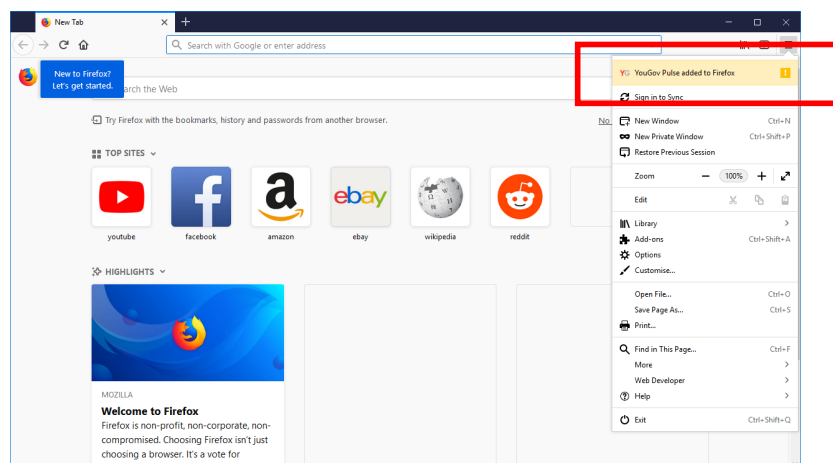 New Tab
Search with Google or enter address
New to Firefox?
Let's get started.
arch the Web
YG YouGov Pulse added to Firefox
Sign in to Sync
New Window Ctrl+N
New Private Window Ctrl+Shift+P
Restore Previous Session
Zoom 100%
Edit
Library
Add-ons Ctrl+Shift+A
Options
Customise...
Open File... Ctrl+O
Save Page As... Ctrl+S
Print...
Find in This Page... Ctrl+F
More
Web Developer
Help
Exit Ctrl+Shift+Q
Try Firefox with the bookmarks, history and passwords from another browser.
No
TOP SITES
a
ebay
youtube
facebook
amazon
ebay
wikipedia
reddit
HIGHLIGHTS
MOZILLA
Welcome to Firefox
Firefox is non-profit, non-corporate, non-
compromised. Choosing Firefox isn't just
choosing a browser. It's a vote for